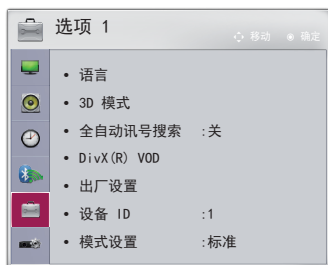 选项 1
移动 ◉ 确定
• 语言
• 3D 模式
• 全自动讯号搜索 :关
• DivX(R) VOD
• 出厂设置
• 设备 ID :1
• 模式设置 :标准